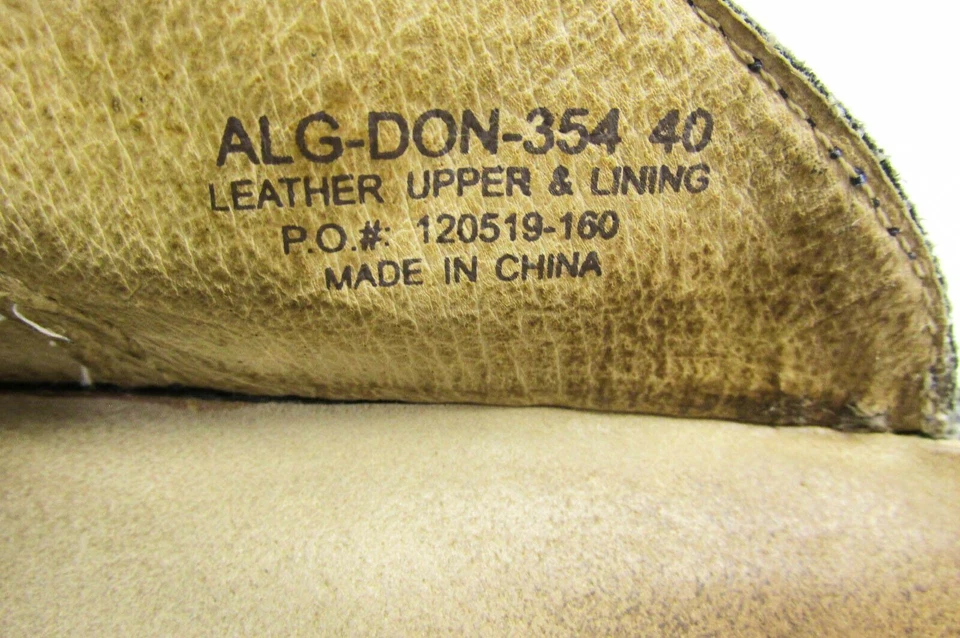 ALG-DON-354 40
LEATHER UPPER & LINING
P.O.#: 120519-160
MADE IN CHINA